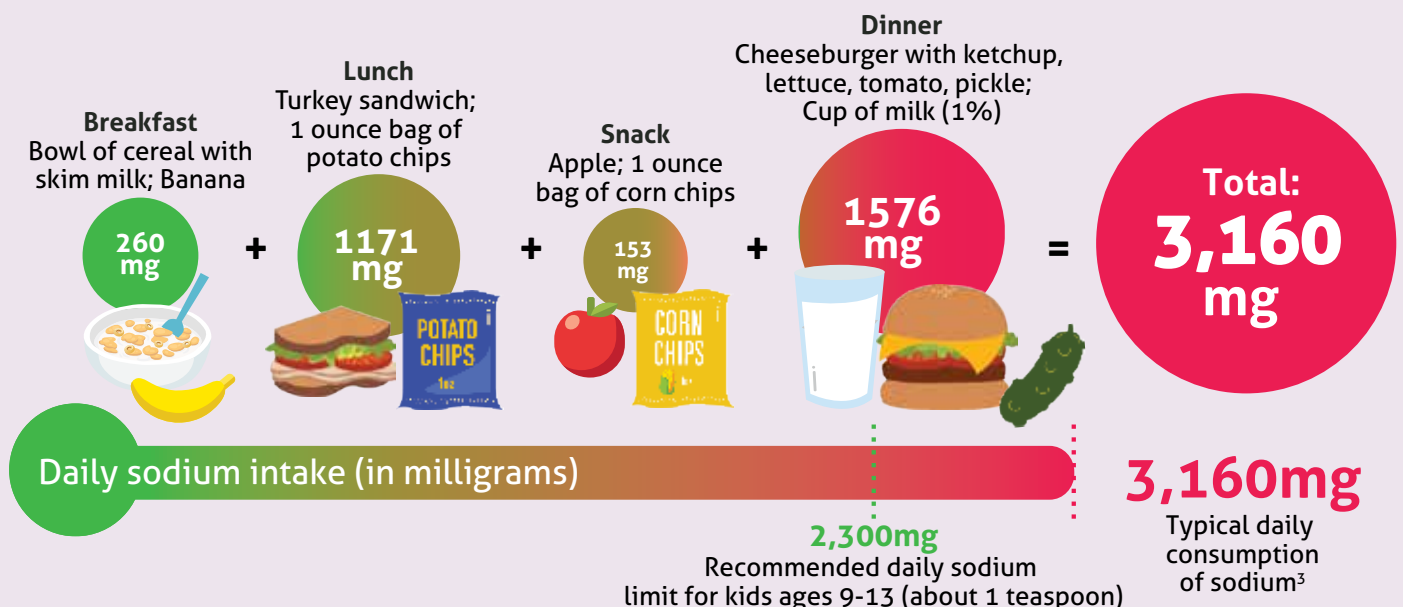 Breakfast
Bowl of cereal with
skim milk; Banana
260
mg
+
Lunch
Turkey sandwich;
1 ounce bag of
potato chips
1171
mg
POTATO
CHIPS
1oz
+
Snack
Apple; 1 ounce
bag of corn chips
153
mg
CORN
CHIPS
+
Dinner
Cheeseburger with ketchup,
lettuce, tomato, pickle;
Cup of milk (1%)
1576
mg
=
Total:
3,160
mg
Daily sodium intake (in milligrams)
2,300mg
Recommended daily sodium
limit for kids ages 9-13 (about 1 teaspoon)
3,160mg
Typical daily
consumption
of sodium³